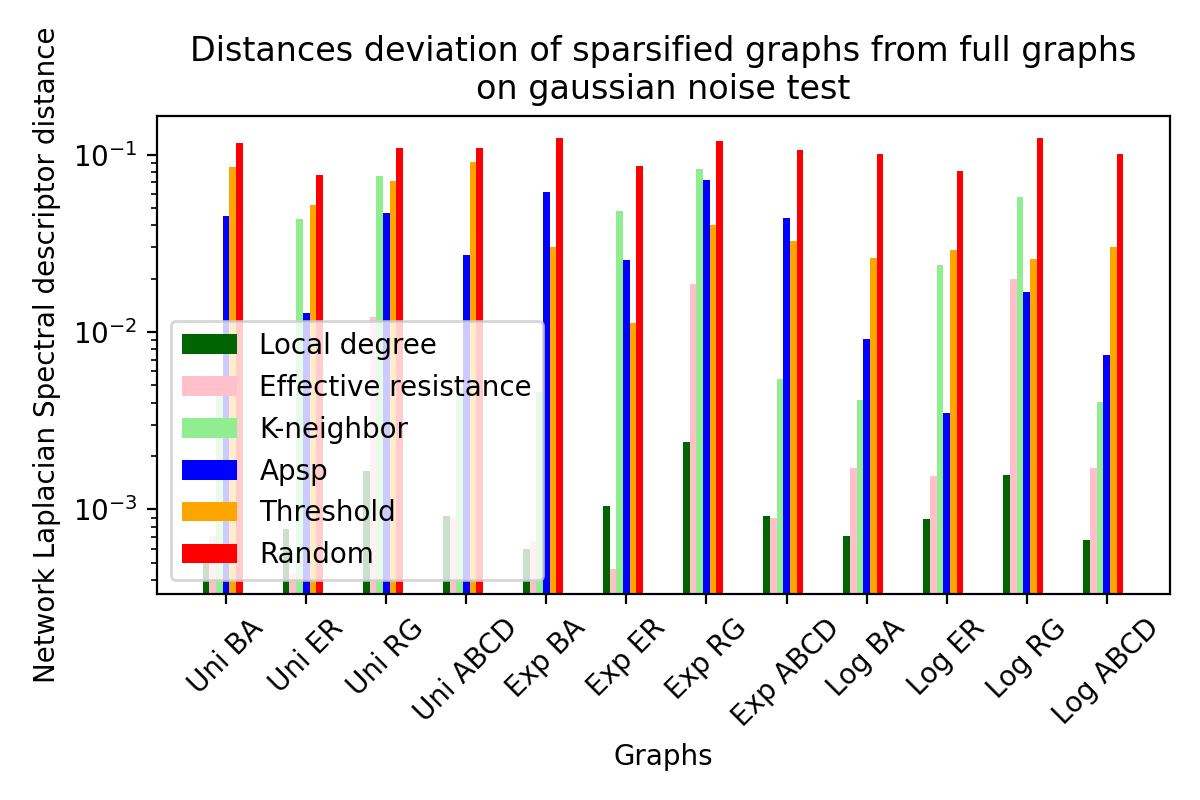 Distances deviation of sparsified graphs from full graphs
on gaussian noise test
Network Laplacian Spectral descriptor distance
10⁻¹
10⁻²
10⁻³
Local degree
Effective resistance
K-neighbor
Apsp
Threshold
Random
Uni BA
Uni ER
Uni RG
Uni ABCD
Exp BA
Exp ER
Exp RG
Exp ABCD
Log BA
Log ER
Log RG
Log ABCD
Graphs